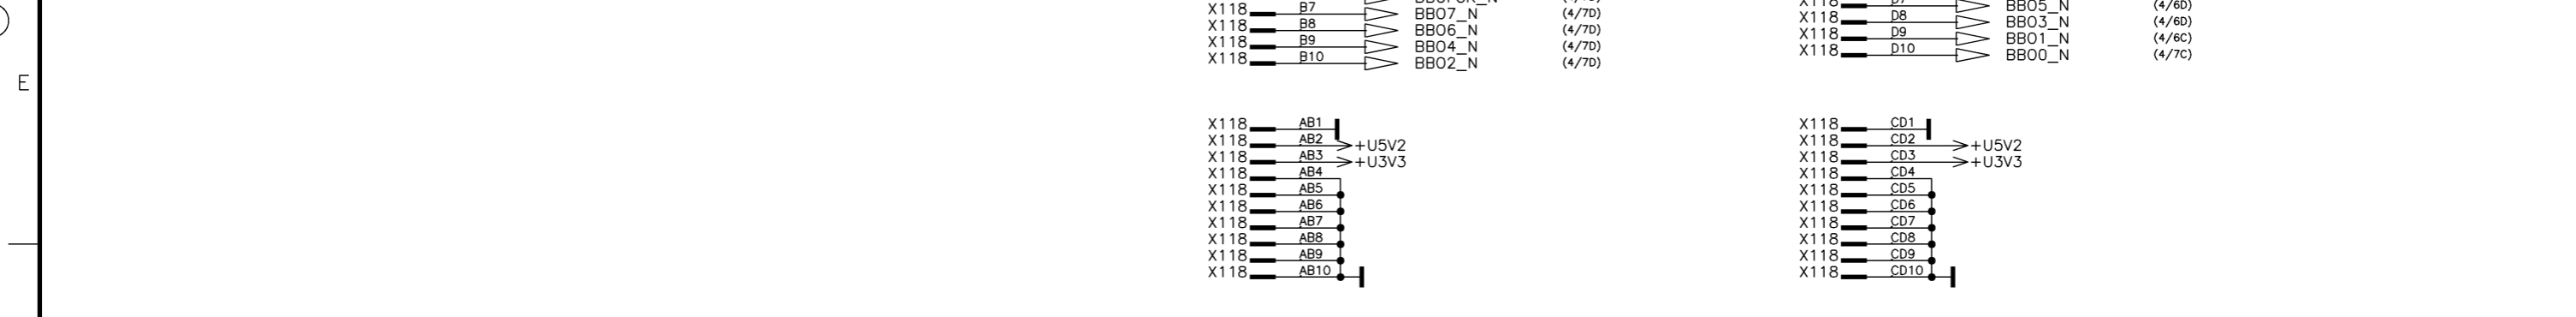 X118 B7 BB07_N (4/7D)
X118 B8 BB06_N (4/7D)
X118 B9 BB04_N (4/7D)
X118 B10 BB02_N (4/7D)
X118 BB05_N (4/6D)
X118 D8 BB03_N (4/6D)
X118 D9 BB01_N (4/6C)
X118 D10 BB00_N (4/7C)
E
X118 AB1
X118 AB2 +U5V2
X118 AB3 +U3V3
X118 AB4
X118 AB5
X118 AB6
X118 AB7
X118 AB8
X118 AB9
X118 AB10
X118 CD1
X118 CD2 +U5V2
X118 CD3 +U3V3
X118 CD4
X118 CD5
X118 CD6
X118 CD7
X118 CD8
X118 CD9
X118 CD10